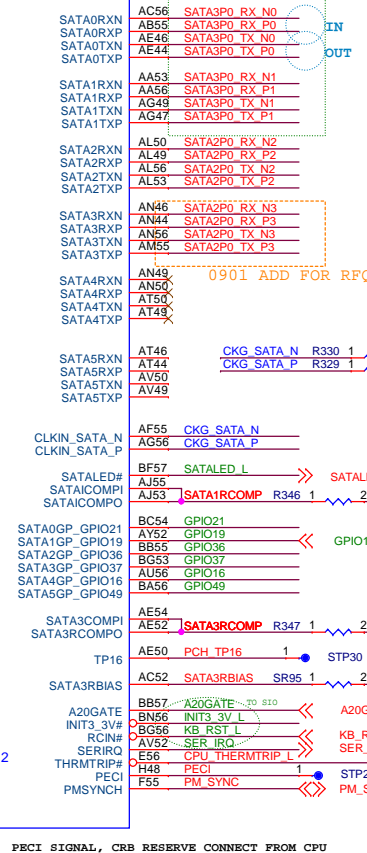 SATA0RXN AC56 SATA3P0_RX_N0
SATA0RXP AB55 SATA3P0_RX_P0 IN
SATA0TXN AE46 SATA3P0_TX_N0
SATA0TXP AE44 SATA3P0_TX_P0 OUT
SATA1RXN AA53 SATA3P0_RX_N1
SATA1RXP AA56 SATA3P0_RX_P1
SATA1TXN AG49 SATA3P0_TX_N1
SATA1TXP AG47 SATA3P0_TX_P1
SATA2RXN AL50 SATA2P0_RX_N2
SATA2RXP AL49 SATA2P0_RX_P2
SATA2TXN AL56 SATA2P0_TX_N2
SATA2TXP AL53 SATA2P0_TX_P2
SATA3RXN AN46 SATA2P0_RX_N3
SATA3RXP AN44 SATA2P0_RX_P3
SATA3TXN AN56 SATA2P0_TX_N3
SATA3TXP AM55 SATA2P0_TX_P3
0901 ADD FOR RFQ
SATA4RXN AN49
SATA4RXP AN50
SATA4TXN AT50
SATA4TXP AT49
SATA5RXN AT46 CKG_SATA_N R330 1
SATA5RXP AT44 CKG_SATA_P R329 1
SATA5TXN AV50
SATA5TXP AV49
CLKIN_SATA_N AF55 CKG_SATA_N
CLKIN_SATA_P AG56 CKG_SATA_P
SATALED# BF57 SATALED_L SATAL
SATAICOMPI AJ55
SATAICOMPO AJ53 SATA1RCOMP R346 1 2
SATA0GP_GPIO21 BC54 GPIO21
SATA1GP_GPIO19 AY52 GPIO19 GPIO1
SATA2GP_GPIO36 BB55 GPIO36
SATA3GP_GPIO37 BG53 GPIO37
SATA4GP_GPIO16 AU56 GPIO16
SATA5GP_GPIO49 BA56 GPIO49
SATA3COMPI AE54
SATA3RCOMPO AE52 SATA3RCOMP R347 1 2
TP16 AE50 PCH_TP16 1 STP30
SATA3RBIAS AC52 SATA3RBIAS SR95 1 2
A20GATE BB57 A20GATE TO SIO A20G
INIT3_3V# BN56 INIT3_3V_L
RCIN# BG56 KB_RST_L KB_R
SERIRQ AV52 SER_IRQ SER_
THRMTRIP# E56 CPU_THERMTRIP_L
2 PECI H48 PECI 1 STP2
PMSYNCH F55 PM_SYNC PM_S
PECI SIGNAL, CRB RESERVE CONNECT FROM CPU